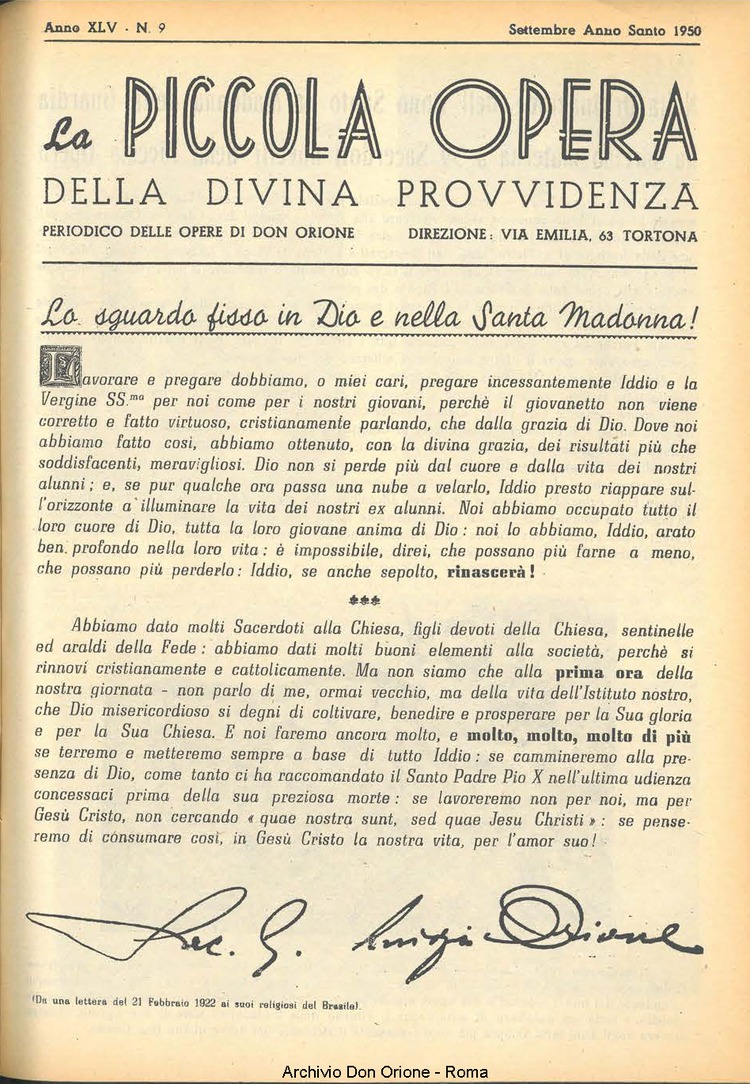 Anno XLV - N. 9 Settembre Anno Santo 1950
La PICCOLA OPERA
DELLA DIVINA PROVVIDENZA
PERIODICO DELLE OPERE DI DON ORIONE DIREZIONE: VIA EMILIA, 63 TORTONA
Lo sguardo fisso in Dio e nella Santa Madonna!
Lavorare e pregare dobbiamo, o miei cari, pregare incessantemente Iddio e la
Vergine SS.ma per noi come per i nostri giovani, perchè il giovanetto non viene
corretto e fatto virtuoso, cristianamente parlando, che dalla grazia di Dio. Dove noi
abbiamo fatto così, abbiamo ottenuto, con la divina grazia, dei risultati più che
soddisfacenti, meravigliosi. Dio non si perde più dal cuore e dalla vita dei nostri
alunni; e, se pur qualche ora passa una nube a velarlo, Iddio presto riappare sul-
l'orizzonte a illuminare la vita dei nostri ex alunni. Noi abbiamo occupato tutto il
loro cuore di Dio, tutta la loro giovane anima di Dio: noi lo abbiamo, Iddio, arato
ben profondo nella loro vita: è impossibile, direi, che possano più farne a meno,
che possano più perderlo: Iddio, se anche sepolto, rinascerà!
***
Abbiamo dato molti Sacerdoti alla Chiesa, figli devoti della Chiesa, sentinelle
ed araldi della Fede: abbiamo dati molti buoni elementi alla società, perchè si
rinnovi cristianamente e cattolicamente. Ma non siamo che alla prima ora della
nostra giornata - non parlo di me, ormai vecchio, ma della vita dell'Istituto nostro,
che Dio misericordioso si degni di coltivare, benedire e prosperare per la Sua gloria
e per la Sua Chiesa. E noi faremo ancora molto, e molto, molto, molto di più
se terremo e metteremo sempre a base di tutto Iddio: se cammineremo alla pre-
senza di Dio, come tanto ci ha raccomandato il Santo Padre Pio X nell'ultima udienza
concessaci prima della sua preziosa morte: se lavoreremo non per noi, ma per
Gesù Cristo, non cercando « quae nostra sunt, sed quae Jesu Christi »: se pense-
remo di consumare così, in Gesù Cristo la nostra vita, per l'amor suo!
Sac. G. Luigi Orione
(Da una lettera del 21 Febbraio 1922 ai suoi religiosi del Brasile).
Archivio Don Orione - Roma